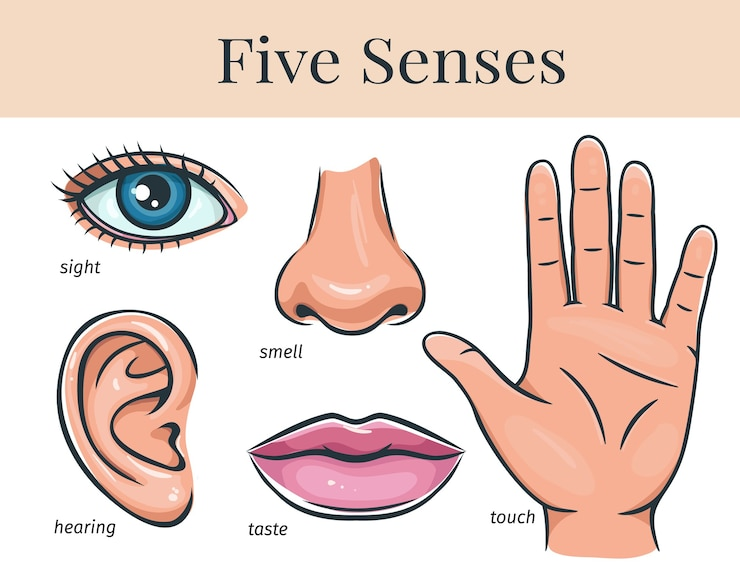 Five Senses
sight
smell
hearing
taste
touch